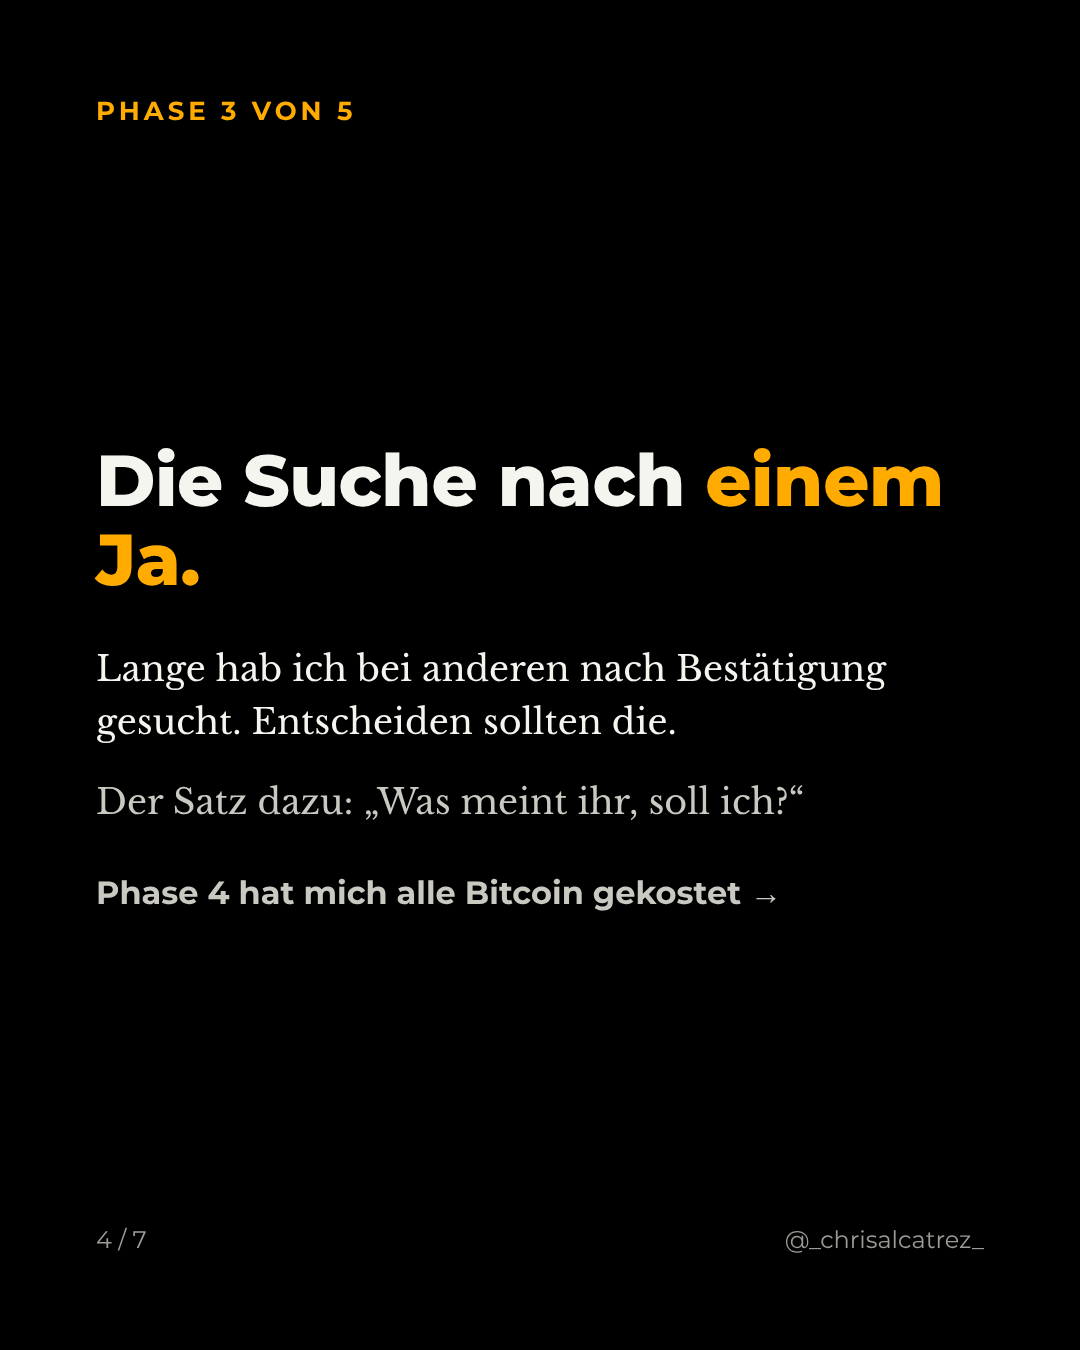 PHASE 3 VON 5
Die Suche nach einem
Ja.
Lange hab ich bei anderen nach Bestätigung
gesucht. Entscheiden sollten die.
Der Satz dazu: „Was meint ihr, soll ich?“
Phase 4 hat mich alle Bitcoin gekostet →
4 / 7
@_chrisalcatrez_